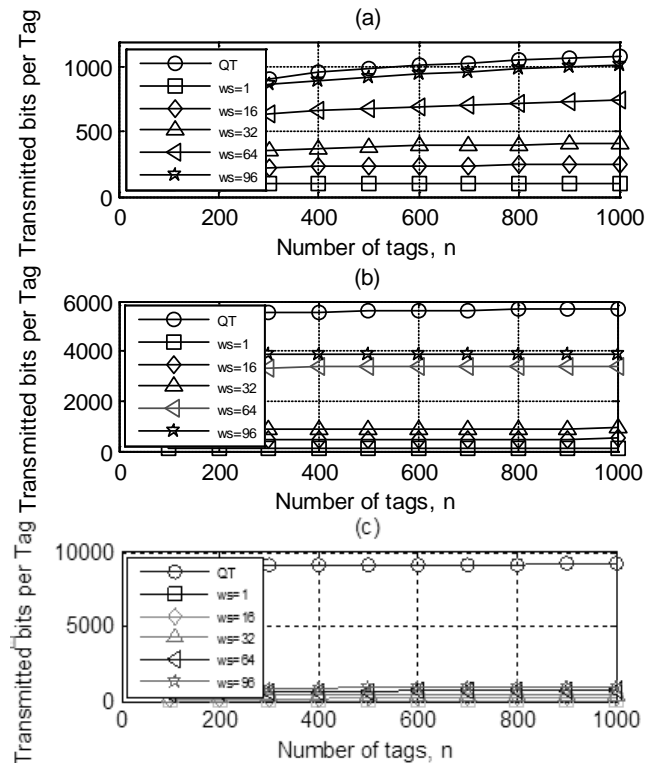 (a)
Transmitted bits per Tag
1000
500
0
QT
ws=1
ws=16
ws=32
ws=64
ws=96
0 200 400 600 800 1000
Number of tags, n
(b)
Transmitted bits per Tag
6000
4000
2000
0
QT
ws=1
ws=16
ws=32
ws=64
ws=96
0 200 400 600 800 1000
Number of tags, n
(c)
Transmitted bits per Tag
10000
5000
0
QT
ws=1
ws=16
ws=32
ws=64
ws=96
0 200 400 600 800 1000
Number of tags, n